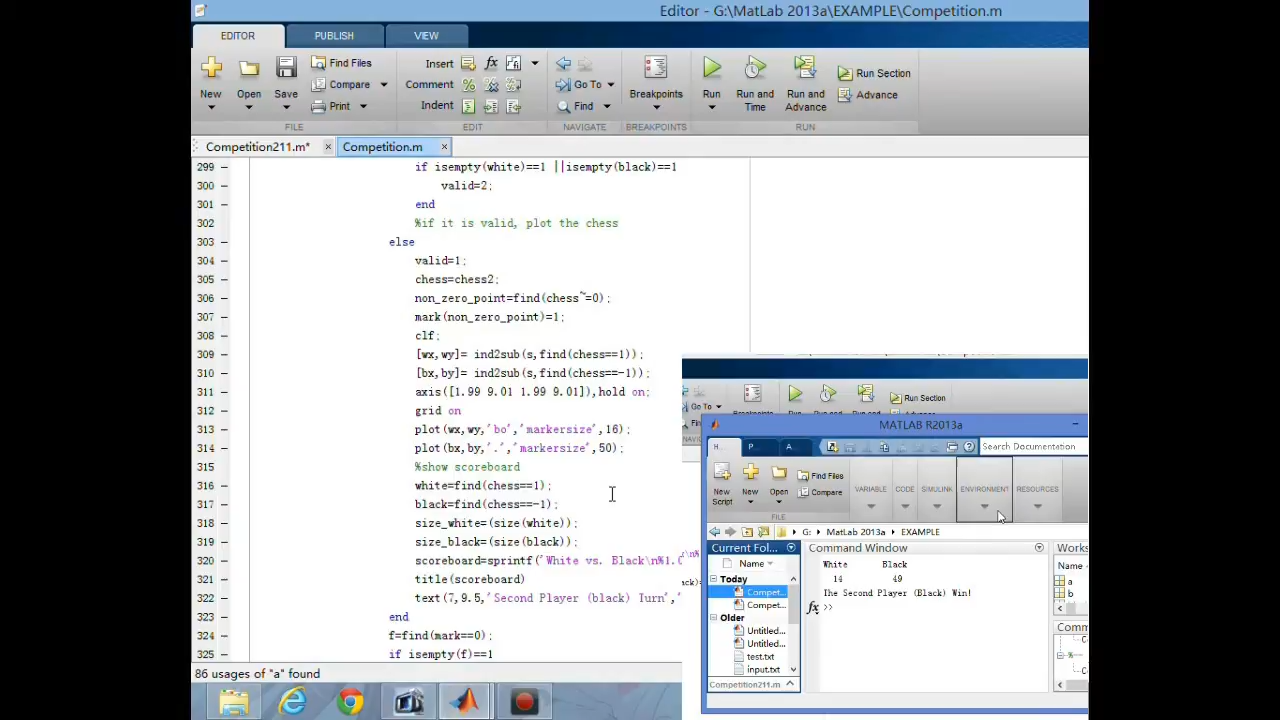 Editor - G:\MatLab 2013a\EXAMPLE\Competition.m
EDITOR PUBLISH VIEW
New Open Save Find Files Compare Print
Insert fx Comment Indent
Go To Find
Breakpoints
Run Run and Time Run and Advance Run Section Advance
FILE EDIT NAVIGATE BREAKPOINTS RUN
Competition211.m* × Competition.m ×
299 – if isempty(white)==1 ||isempty(black)==1
300 – valid=2;
301 – end
302 %if it is valid, plot the chess
303 – else
304 – valid=1;
305 – chess=chess2;
306 – non_zero_point=find(chess~=0);
307 – mark(non_zero_point)=1;
308 – clf;
309 – [wx,wy]= ind2sub(s,find(chess==1));
310 – [bx,by]= ind2sub(s,find(chess==-1));
311 – axis([1.99 9.01 1.99 9.01]),hold on;
312 – grid on
313 – plot(wx,wy,'bo','markersize',16);
314 – plot(bx,by,'.','markersize',50);
315 %show scoreboard
316 – white=find(chess==1);
317 – black=find(chess==-1);
318 – size_white=(size(white));
319 – size_black=(size(black));
320 – scoreboard=sprintf('White vs. Black\n%1.0
321 – title(scoreboard)
322 – text(7,9.5,'Second Player (black) Turn','
323 – end
324 – f=find(mark==0);
325 – if isempty(f)==1
86 usages of "a" found
Go To Run Section
MATLAB R2013a
H... P... A... Search Documentation
New Script New Open Find Files Compare
VARIABLE CODE SIMULINK ENVIRONMENT RESOURCES
FILE
G: ▸ MatLab 2013a ▸ EXAMPLE
Current Fol...
Name
Today
Compet...
Compet...
Older
Untitled...
Untitled...
test.txt
input.txt
Competition211.m
Command Window
White Black
14 49
The Second Player (Black) Win!
fx >>
Works
Name
a
b
Comm
%--